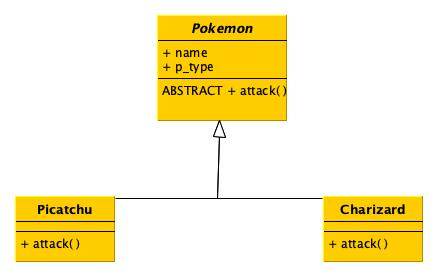 Pokemon
+ name
+ p_type
ABSTRACT + attack()
Picatchu
+ attack()
Charizard
+ attack()